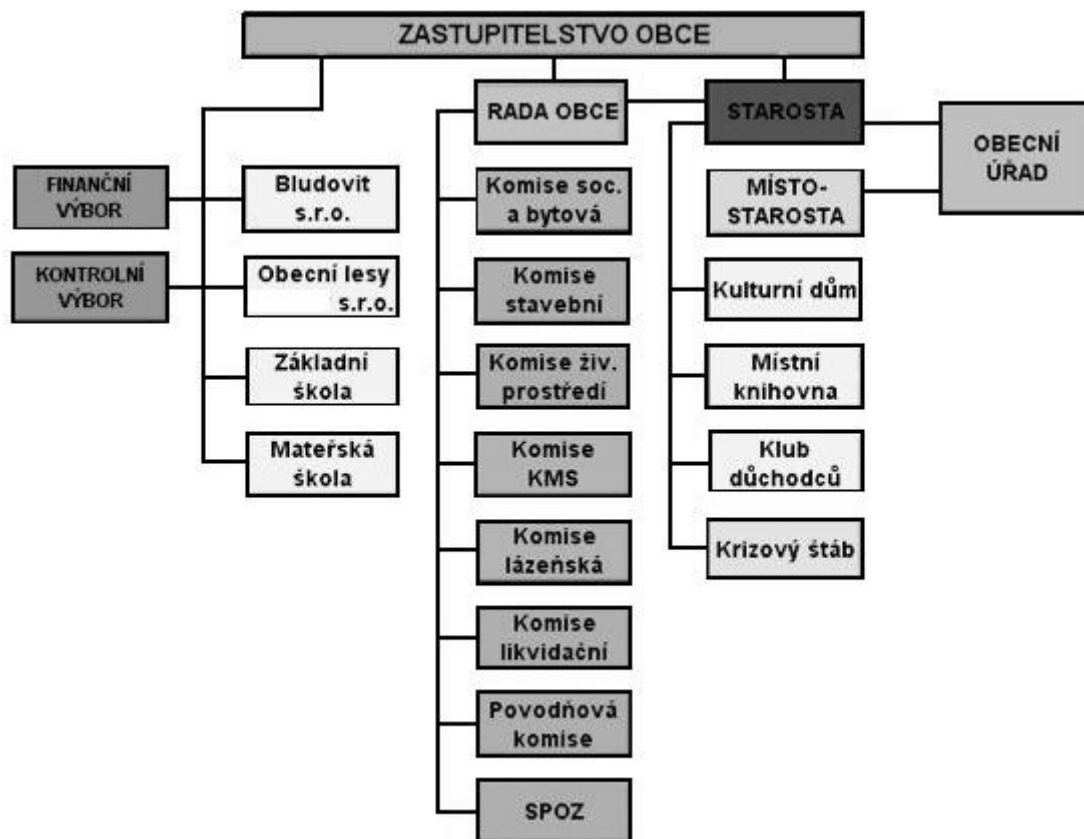 ZASTUPITELSTVO OBCE
RADA OBCE
STAROSTA
OBECNÍ
ÚŘAD
FINANČNÍ
VÝBOR
KONTROLNÍ
VÝBOR
Bludovit
s.r.o.
Obecní lesy
s.r.o.
Základní
škola
Mateřská
škola
Komise soc.
a bytová
Komise
stavební
Komise živ.
prostředí
Komise
KMS
Komise
lázeňská
Komise
likvidační
Povodňová
komise
SPOZ
MÍSTO-
STAROSTA
Kulturní dům
Místní
knihovna
Klub
důchodců
Krizový štáb